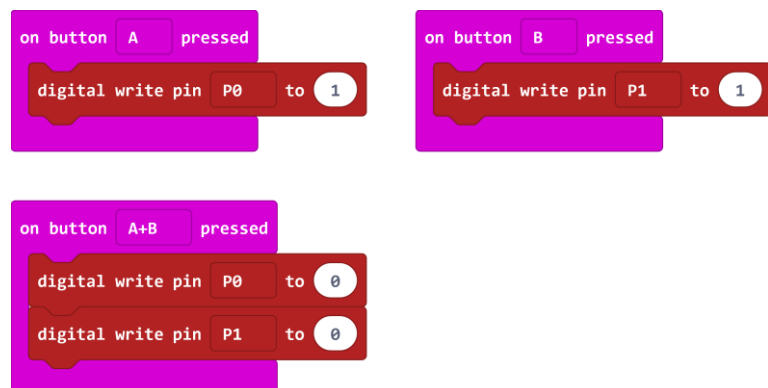 on button A pressed
digital write pin P0 to 1
on button B pressed
digital write pin P1 to 1
on button A+B pressed
digital write pin P0 to 0
digital write pin P1 to 0